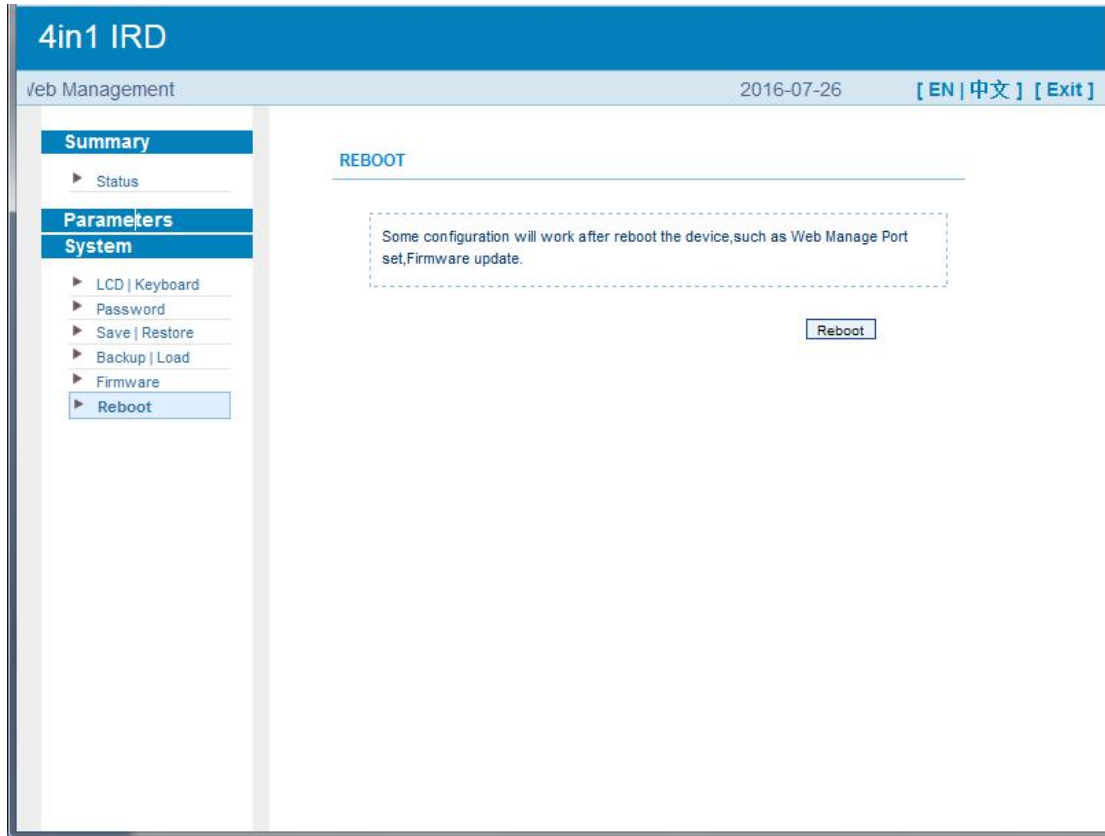 4in1 IRD
Web Management 2016-07-26 [ EN | 中文 ] [ Exit ]
Summary
Status
Parameters
System
LCD | Keyboard
Password
Save | Restore
Backup | Load
Firmware
Reboot
REBOOT
Some configuration will work after reboot the device,such as Web Manage Port
set,Firmware update.
Reboot